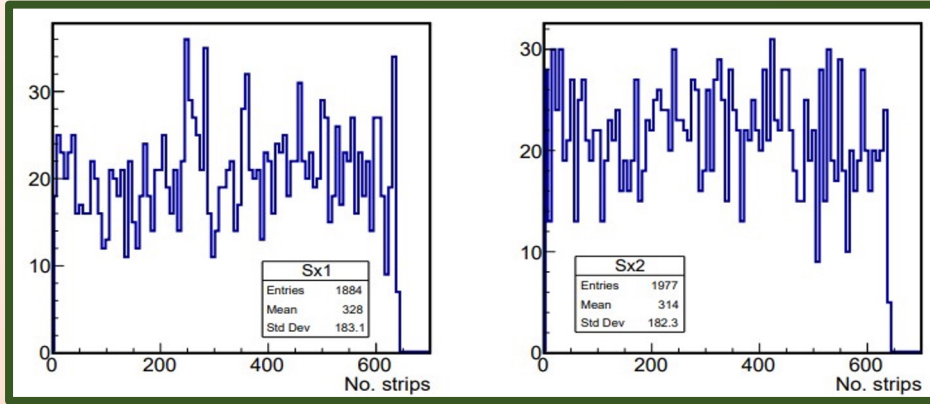 30
20
10
0
0 200 400 600
No. strips
Sx1
Entries 1884
Mean 328
Std Dev 183.1
30
20
10
0
0 200 400 600
No. strips
Sx2
Entries 1977
Mean 314
Std Dev 182.3